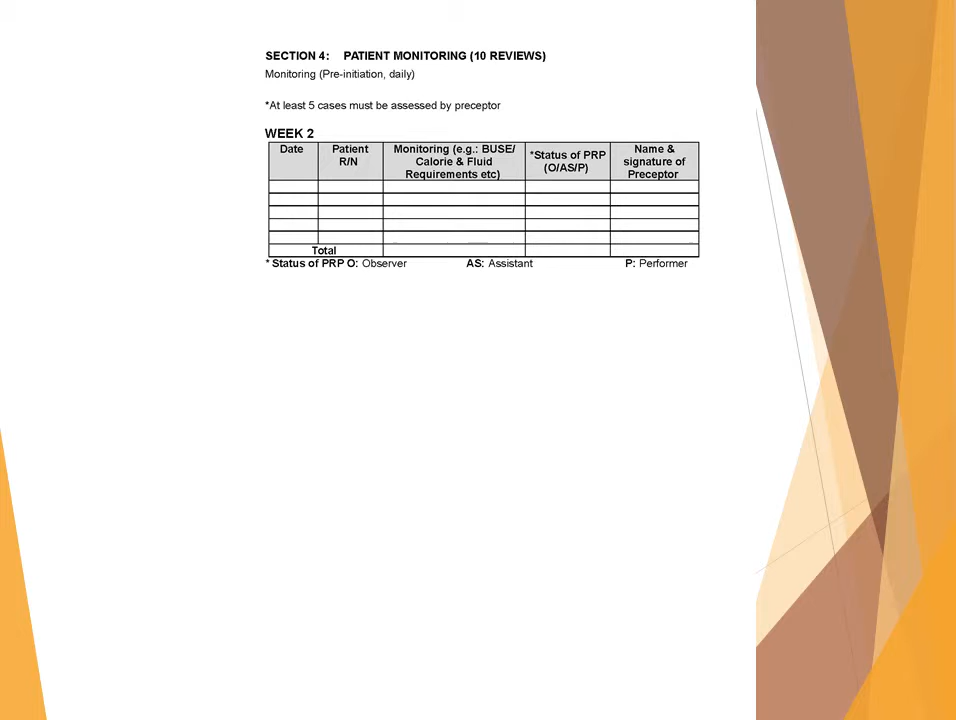 SECTION 4: PATIENT MONITORING (10 REVIEWS)
Monitoring (Pre-initiation, daily)
*At least 5 cases must be assessed by preceptor
WEEK 2
Date
Patient
R/N
Monitoring (e.g.: BUSE/
Calorie & Fluid
Requirements etc)
*Status of PRP
(O/AS/P)
Name &
signature of
Preceptor
Total
* Status of PRP O: Observer AS: Assistant P: Performer